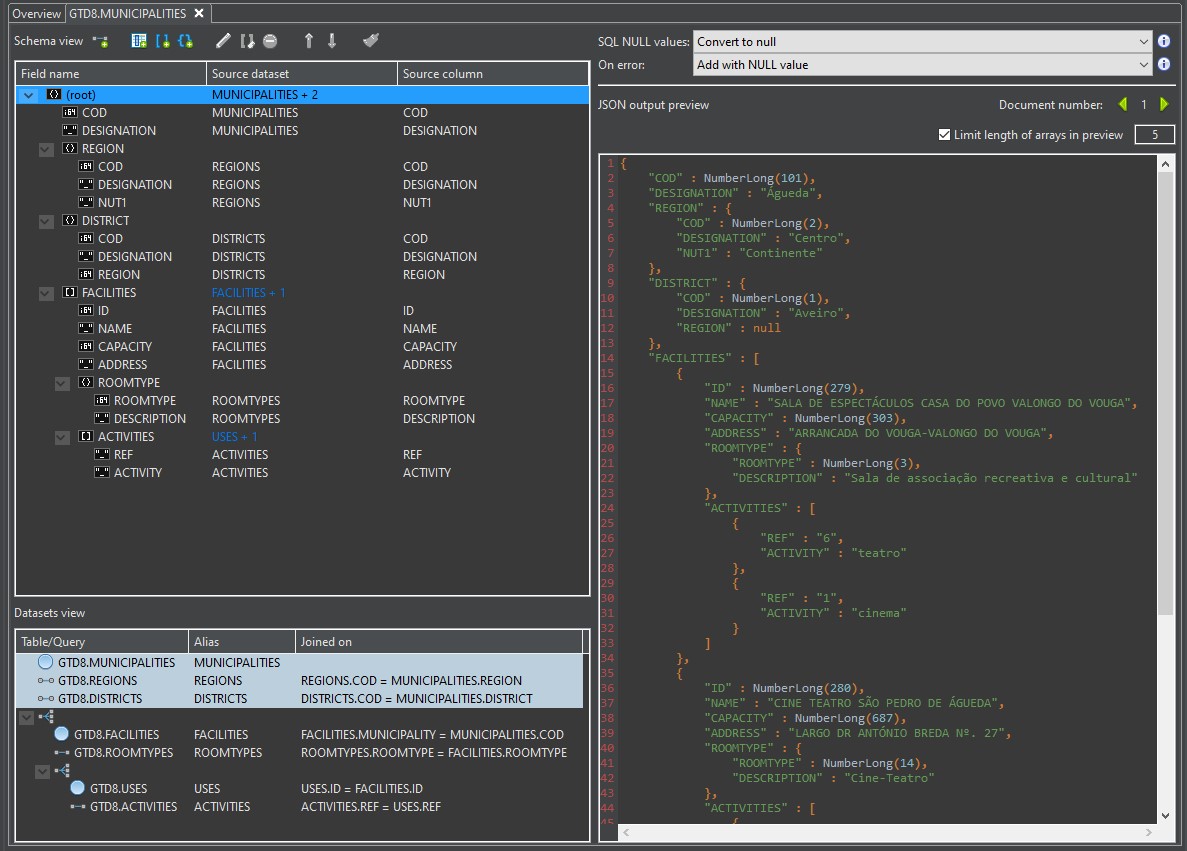 Overview GTD8.MUNICIPALITIES
Schema view
Field name Source dataset Source column
(root) MUNICIPALITIES + 2
COD MUNICIPALITIES COD
DESIGNATION MUNICIPALITIES DESIGNATION
REGION
COD REGIONS COD
DESIGNATION REGIONS DESIGNATION
NUT1 REGIONS NUT1
DISTRICT
COD DISTRICTS COD
DESIGNATION DISTRICTS DESIGNATION
REGION DISTRICTS REGION
FACILITIES FACILITIES + 1
ID FACILITIES ID
NAME FACILITIES NAME
CAPACITY FACILITIES CAPACITY
ADDRESS FACILITIES ADDRESS
ROOMTYPE
ROOMTYPE ROOMTYPES ROOMTYPE
DESCRIPTION ROOMTYPES DESCRIPTION
ACTIVITIES USES + 1
REF ACTIVITIES REF
ACTIVITY ACTIVITIES ACTIVITY
Datasets view
Table/Query Alias Joined on
GTD8.MUNICIPALITIES MUNICIPALITIES
GTD8.REGIONS REGIONS REGIONS.COD = MUNICIPALITIES.REGION
GTD8.DISTRICTS DISTRICTS DISTRICTS.COD = MUNICIPALITIES.DISTRICT
GTD8.FACILITIES FACILITIES FACILITIES.MUNICIPALITY = MUNICIPALITIES.COD
GTD8.ROOMTYPES ROOMTYPES ROOMTYPES.ROOMTYPE = FACILITIES.ROOMTYPE
GTD8.USES USES USES.ID = FACILITIES.ID
GTD8.ACTIVITIES ACTIVITIES ACTIVITIES.REF = USES.REF
SQL NULL values: Convert to null
On error: Add with NULL value
JSON output preview Document number: 1
Limit length of arrays in preview 5
1 {
2 "COD" : NumberLong(101),
3 "DESIGNATION" : "Águeda",
4 "REGION" : {
5 "COD" : NumberLong(2),
6 "DESIGNATION" : "Centro",
7 "NUT1" : "Continente"
8 },
9 "DISTRICT" : {
10 "COD" : NumberLong(1),
11 "DESIGNATION" : "Aveiro",
12 "REGION" : null
13 },
14 "FACILITIES" : [
15 {
16 "ID" : NumberLong(279),
17 "NAME" : "SALA DE ESPECTÁCULOS CASA DO POVO VALONGO DO VOUGA",
18 "CAPACITY" : NumberLong(303),
19 "ADDRESS" : "ARRANCADA DO VOUGA-VALONGO DO VOUGA",
20 "ROOMTYPE" : {
21 "ROOMTYPE" : NumberLong(3),
22 "DESCRIPTION" : "Sala de associação recreativa e cultural"
23 },
24 "ACTIVITIES" : [
25 {
26 "REF" : "6",
27 "ACTIVITY" : "teatro"
28 },
29 {
30 "REF" : "1",
31 "ACTIVITY" : "cinema"
32 }
33 ]
34 },
35 {
36 "ID" : NumberLong(280),
37 "NAME" : "CINE TEATRO SÃO PEDRO DE ÁGUEDA",
38 "CAPACITY" : NumberLong(687),
39 "ADDRESS" : "LARGO DR ANTÓNIO BREDA Nº. 27",
40 "ROOMTYPE" : {
41 "ROOMTYPE" : NumberLong(14),
42 "DESCRIPTION" : "Cine-Teatro"
43 },
44 "ACTIVITIES" : [
45 {